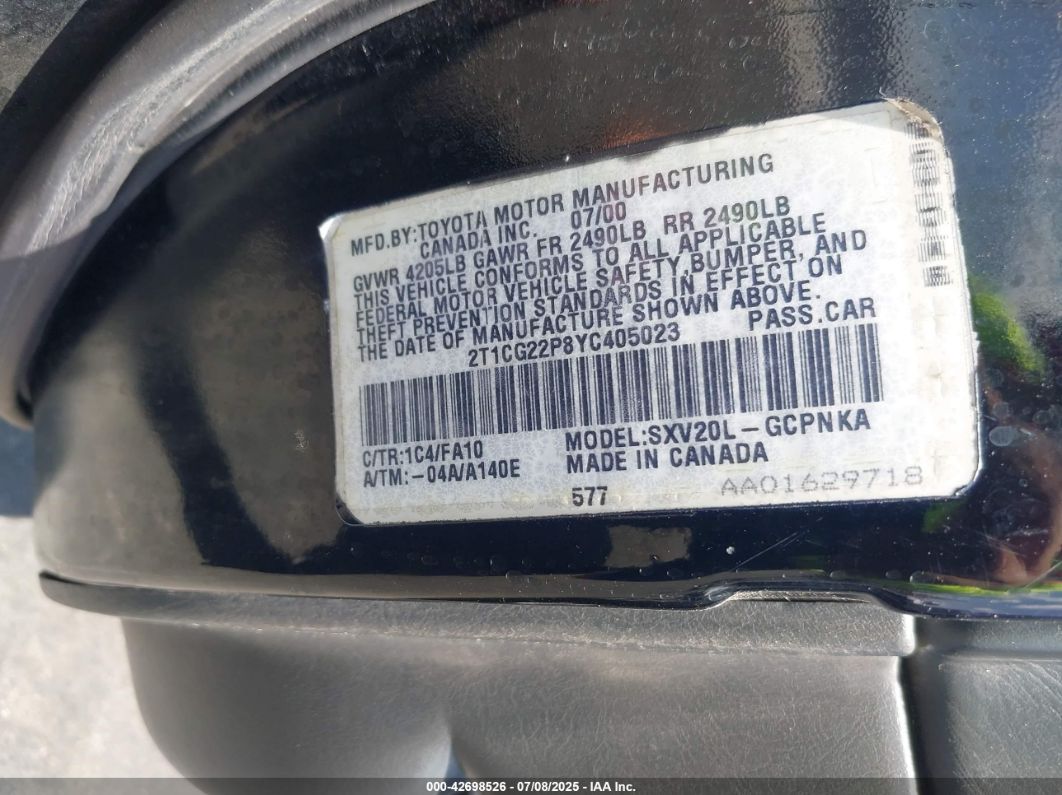 MFD.BY:TOYOTA MOTOR MANUFACTURING
CANADA INC. 07/00
GVWR 4205LB GAWR FR 2490LB RR 2490LB
THIS VEHICLE CONFORMS TO ALL APPLICABLE
FEDERAL MOTOR VEHICLE SAFETY,BUMPER, AND
THEFT PREVENTION STANDARDS IN EFFECT ON
THE DATE OF MANUFACTURE SHOWN ABOVE.
2T1CG22P8YC405023 PASS.CAR
C/TR:1C4/FA10 MODEL:SXV20L-GCPNKA
A/TM:-04A/A140E MADE IN CANADA
577 AA01629718
000-42698526 - 07/08/2025 - IAA Inc.